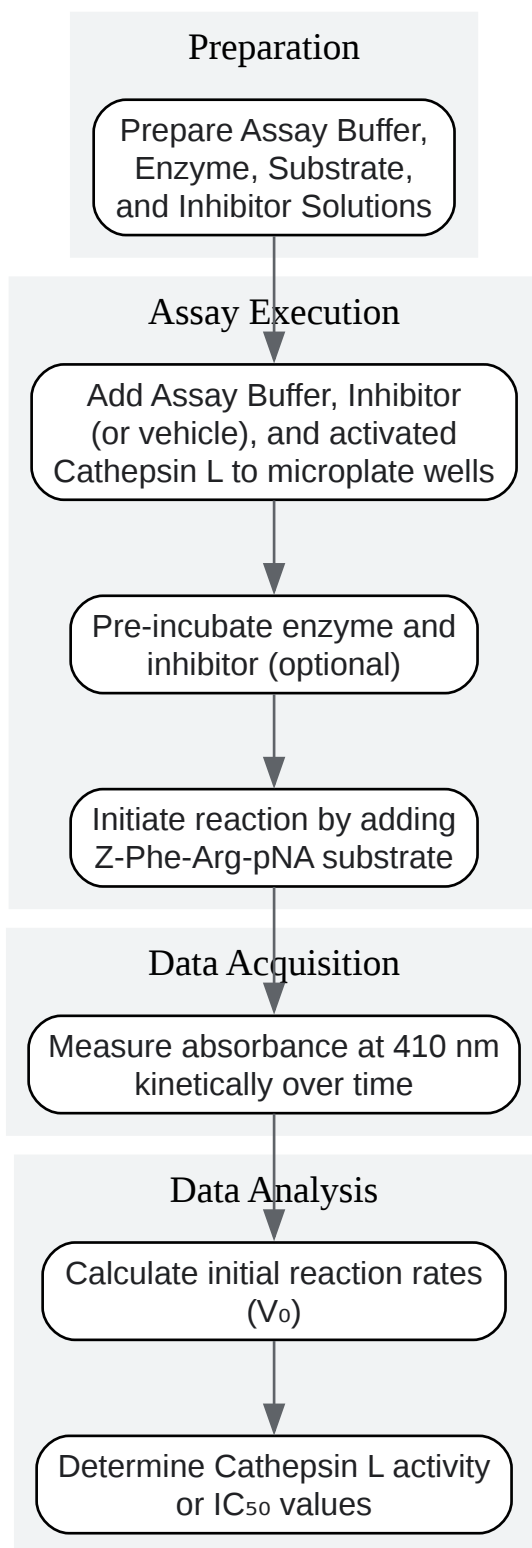 Preparation
Prepare Assay Buffer,
Enzyme, Substrate,
and Inhibitor Solutions
Assay Execution
Add Assay Buffer, Inhibitor
(or vehicle), and activated
Cathepsin L to microplate wells
Pre-incubate enzyme and
inhibitor (optional)
Initiate reaction by adding
Z-Phe-Arg-pNA substrate
Data Acquisition
Measure absorbance at 410 nm
kinetically over time
Data Analysis
Calculate initial reaction rates
(V₀)
Determine Cathepsin L activity
or IC₅₀ values